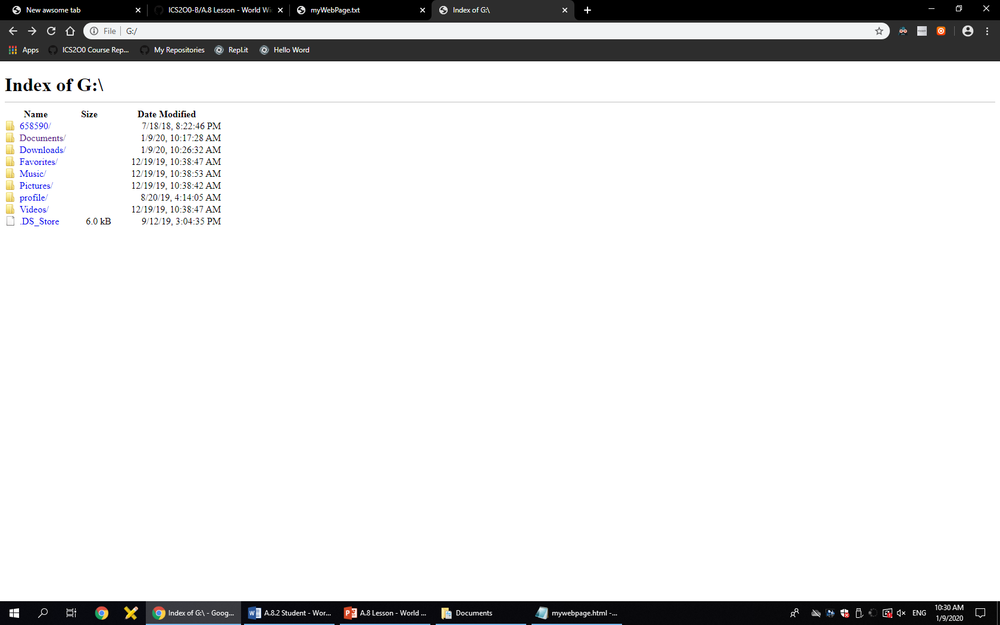 New awsome tab
ICS2O0-B/A.8 Lesson - World Wi
myWebPage.txt
Index of G:\
File
G:/
Apps
ICS2O0 Course Rep...
My Repositories
Repl.it
Hello Word
Index of G:\
Name Size Date Modified
658590/ 7/18/18, 8:22:46 PM
Documents/ 1/9/20, 10:17:28 AM
Downloads/ 1/9/20, 10:26:32 AM
Favorites/ 12/19/19, 10:38:47 AM
Music/ 12/19/19, 10:38:53 AM
Pictures/ 12/19/19, 10:38:42 AM
profile/ 8/20/19, 4:14:05 AM
Videos/ 12/19/19, 10:38:47 AM
.DS_Store 6.0 kB 9/12/19, 3:04:35 PM
Index of G:\ - Goog...
A.8.2 Student - Wor...
A.8 Lesson - World ...
Documents
mywebpage.html -...
ENG
10:30 AM
1/9/2020